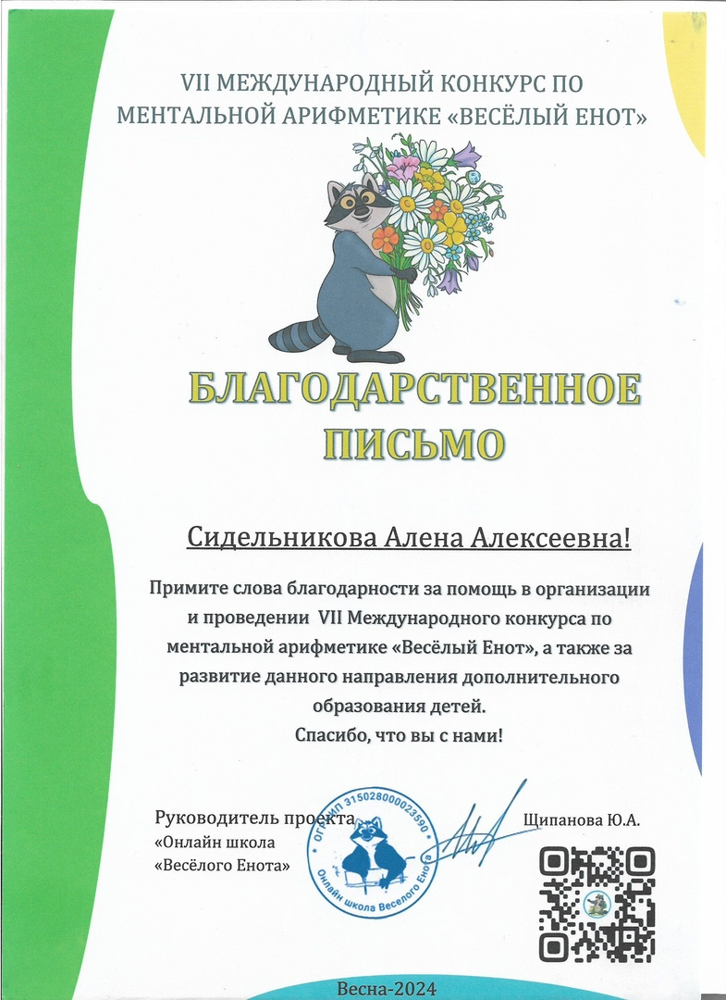 VII МЕЖДУНАРОДНЫЙ КОНКУРС ПО
МЕНТАЛЬНОЙ АРИФМЕТИКЕ «ВЕСЁЛЫЙ ЕНОТ»
БЛАГОДАРСТВЕННОЕ
ПИСЬМО
Сидельникова Алена Алексеевна!
Примите слова благодарности за помощь в организации
и проведении VII Международного конкурса по
ментальной арифметике «Весёлый Енот», а также за
развитие данного направления дополнительного
образования детей.
Спасибо, что вы с нами!
Руководитель проекта
«Онлайн школа
«Весёлого Енота»
ОГРНИП 315028000023590
Онлайн школа Веселого Енота
Щипанова Ю.А.
Весна-2024